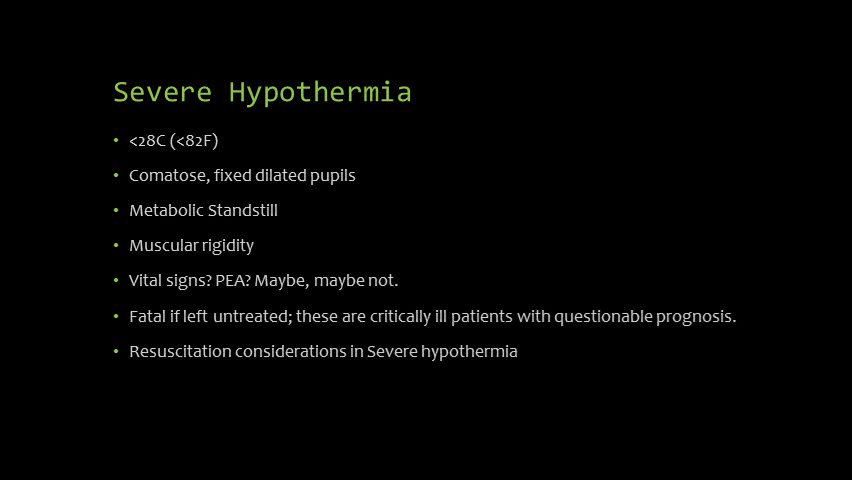 Severe Hypothermia
• <28C (<82F)
• Comatose, fixed dilated pupils
• Metabolic Standstill
• Muscular rigidity
• Vital signs? PEA? Maybe, maybe not.
• Fatal if left untreated; these are critically ill patients with questionable prognosis.
• Resuscitation considerations in Severe hypothermia